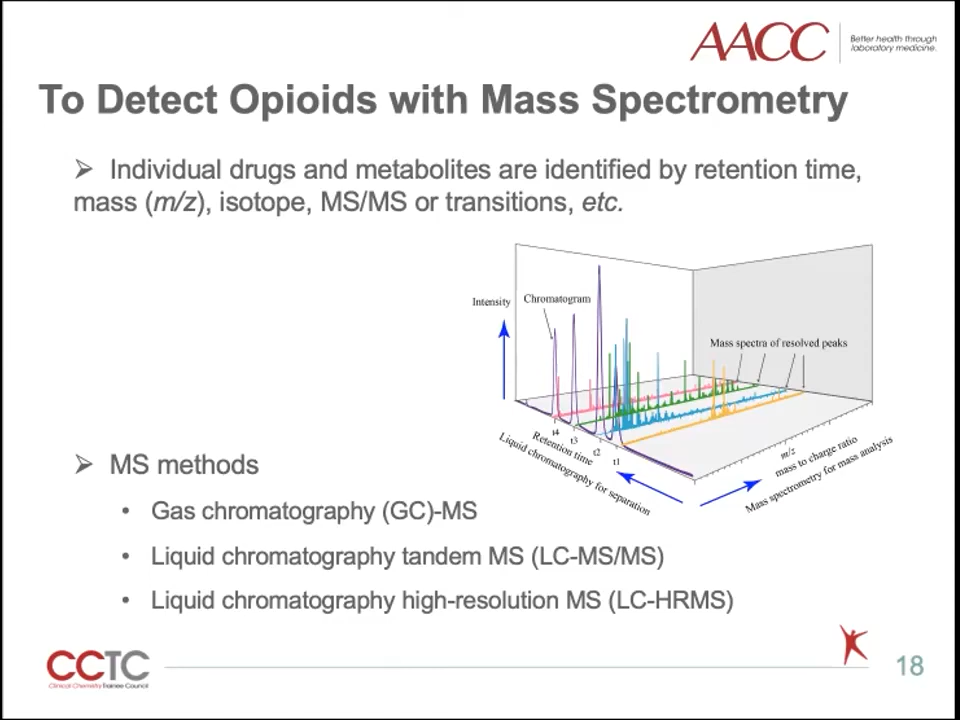 AACC
Better health through
laboratory medicine.
To Detect Opioids with Mass Spectrometry
➢ Individual drugs and metabolites are identified by retention time,
mass (m/z), isotope, MS/MS or transitions, etc.
Intensity
Chromatogram
Mass spectra of resolved peaks
t4
t3
t2
t1
Retention time
Liquid chromatography for separation
m/z
mass to charge ratio
Mass spectrometry for mass analysis
➢ MS methods
• Gas chromatography (GC)-MS
• Liquid chromatography tandem MS (LC-MS/MS)
• Liquid chromatography high-resolution MS (LC-HRMS)
CCTC
Clinical Chemistry Trainee Council
18